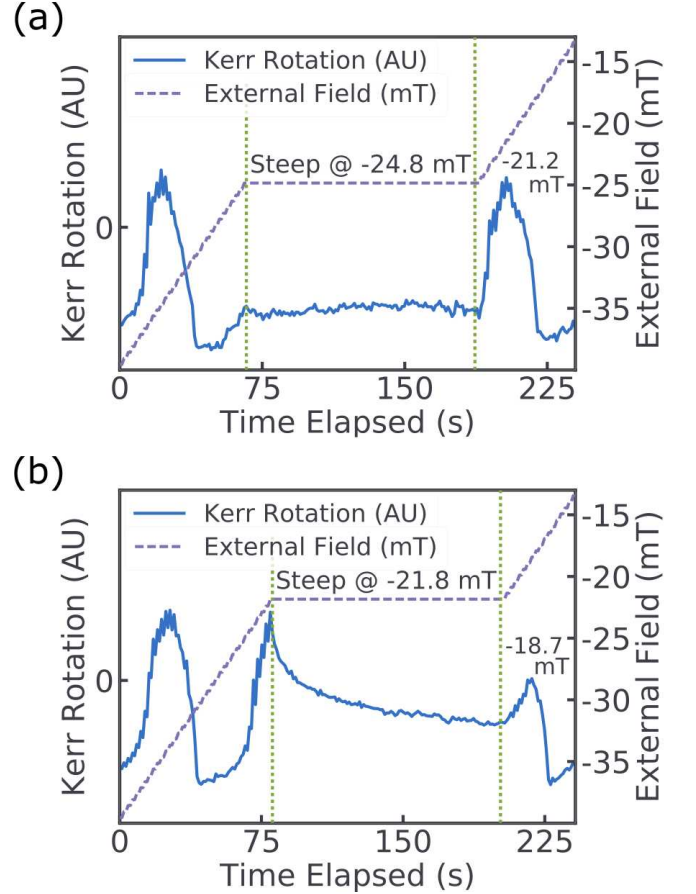 (a)
Kerr Rotation (AU)
External Field (mT)
Steep @ -24.8 mT
-21.2
mT
Kerr Rotation (AU)
0
External Field (mT)
-13
-20
-25
-30
-35
0
75
150
225
Time Elapsed (s)
(b)
Kerr Rotation (AU)
External Field (mT)
Steep @ -21.8 mT
-18.7
mT
Kerr Rotation (AU)
0
External Field (mT)
-15
-20
-25
-30
-35
0
75
150
225
Time Elapsed (s)